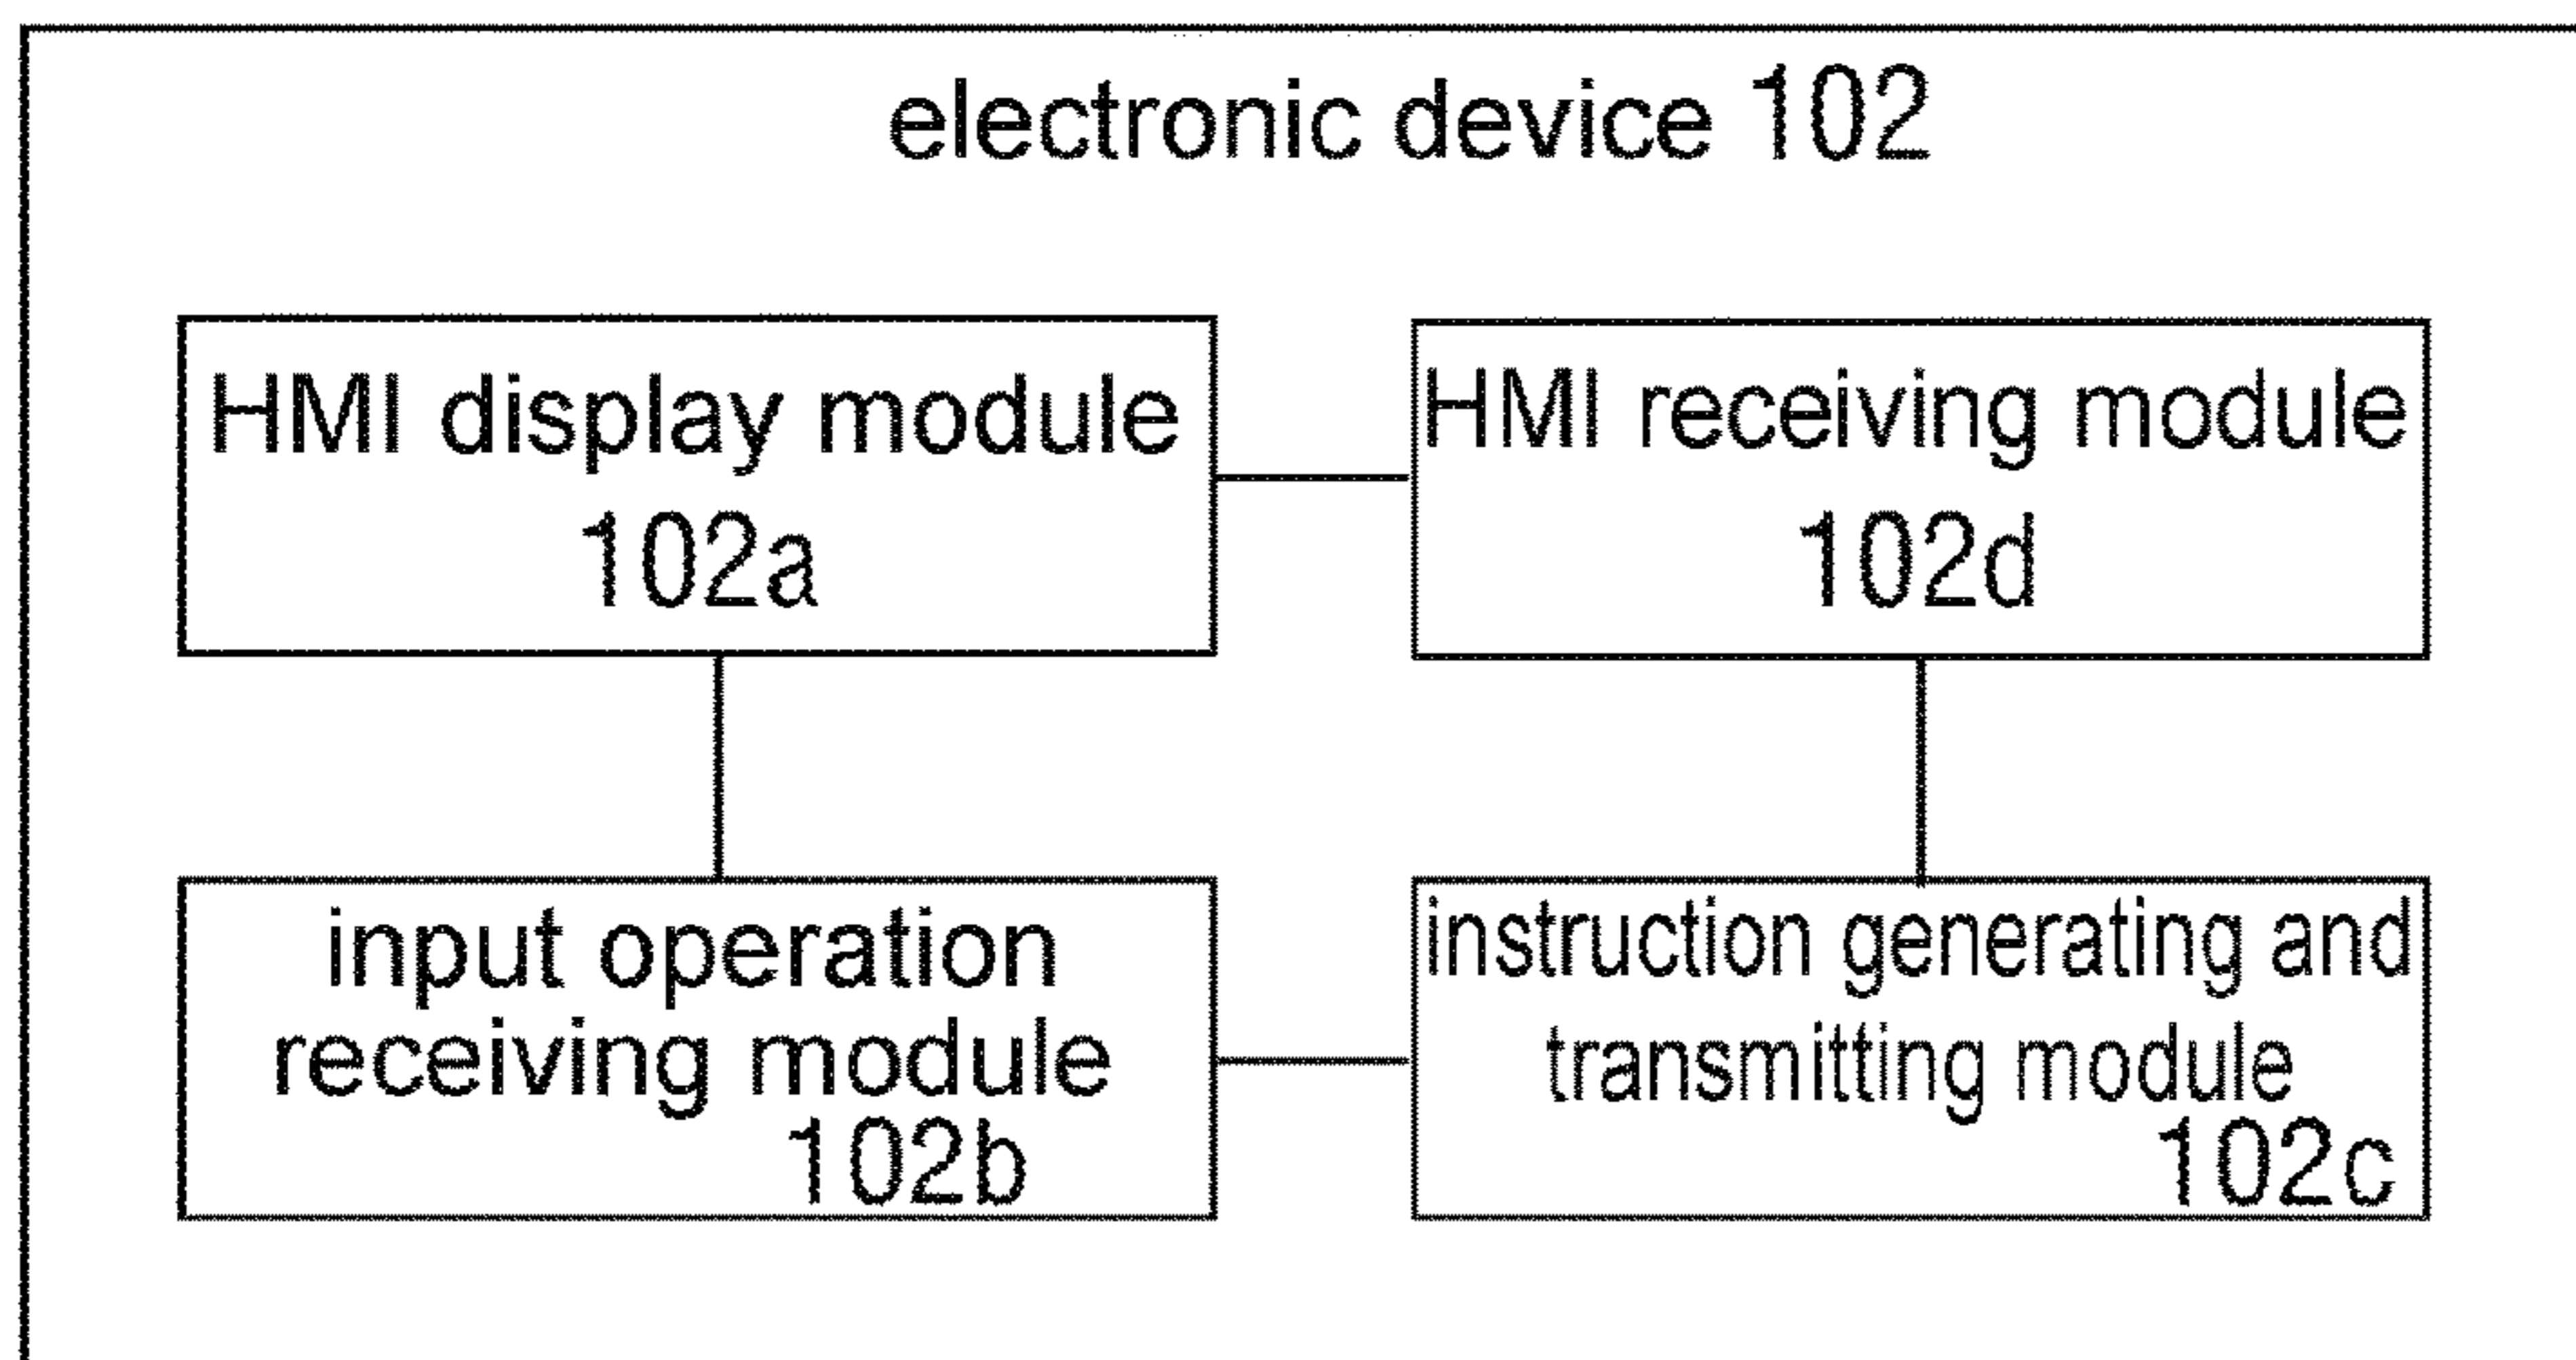 electronic device 102
HMI display module
102a
HMI receiving module
102d
input operation
receiving module
102b
instruction generating and
transmitting module
102c